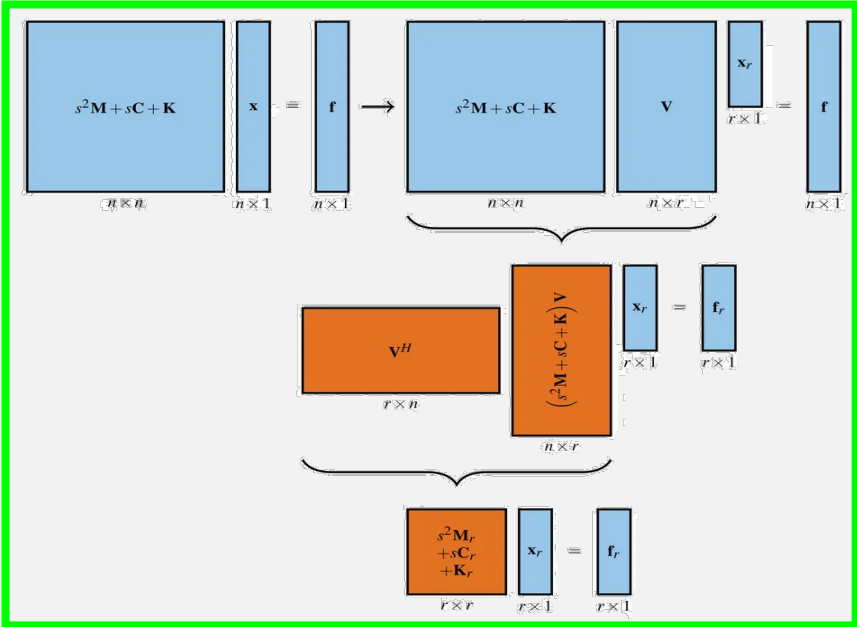 s²M + sC + K x = f → s²M + sC + K V x_r = f
n × n n × 1 n × 1 n × n n × r r × 1 n × 1
V^H (s²M + sC + K) V x_r = f_r
r × n n × r r × 1 r × 1
s²M_r x_r = f_r
+sC_r
+K_r
r × r r × 1 r × 1